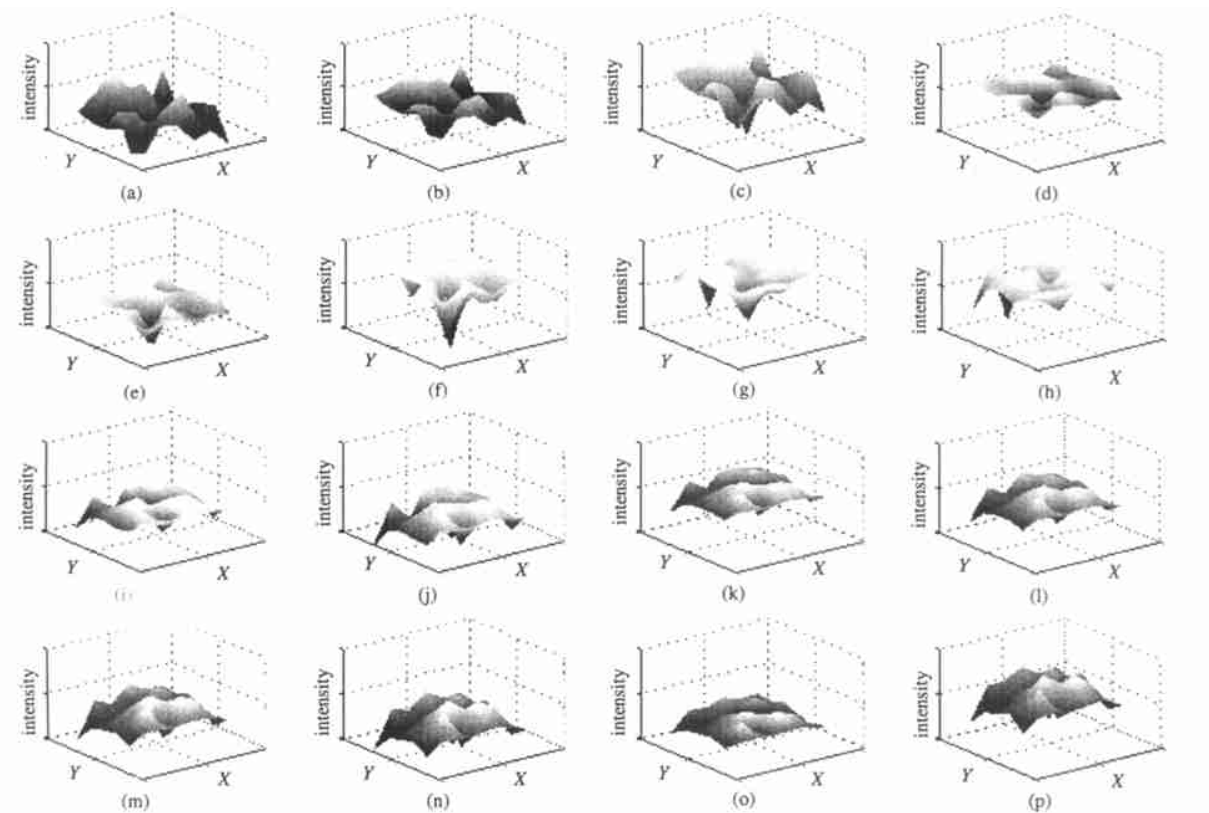 intensity intensity intensity intensity
Y X Y X Y X Y X
(a) (b) (c) (d)
intensity intensity intensity intensity
Y X Y X Y X Y X
(e) (f) (g) (h)
intensity intensity intensity intensity
Y X Y X Y X Y X
(i) (j) (k) (l)
intensity intensity intensity intensity
Y X Y X Y X Y X
(m) (n) (o) (p)